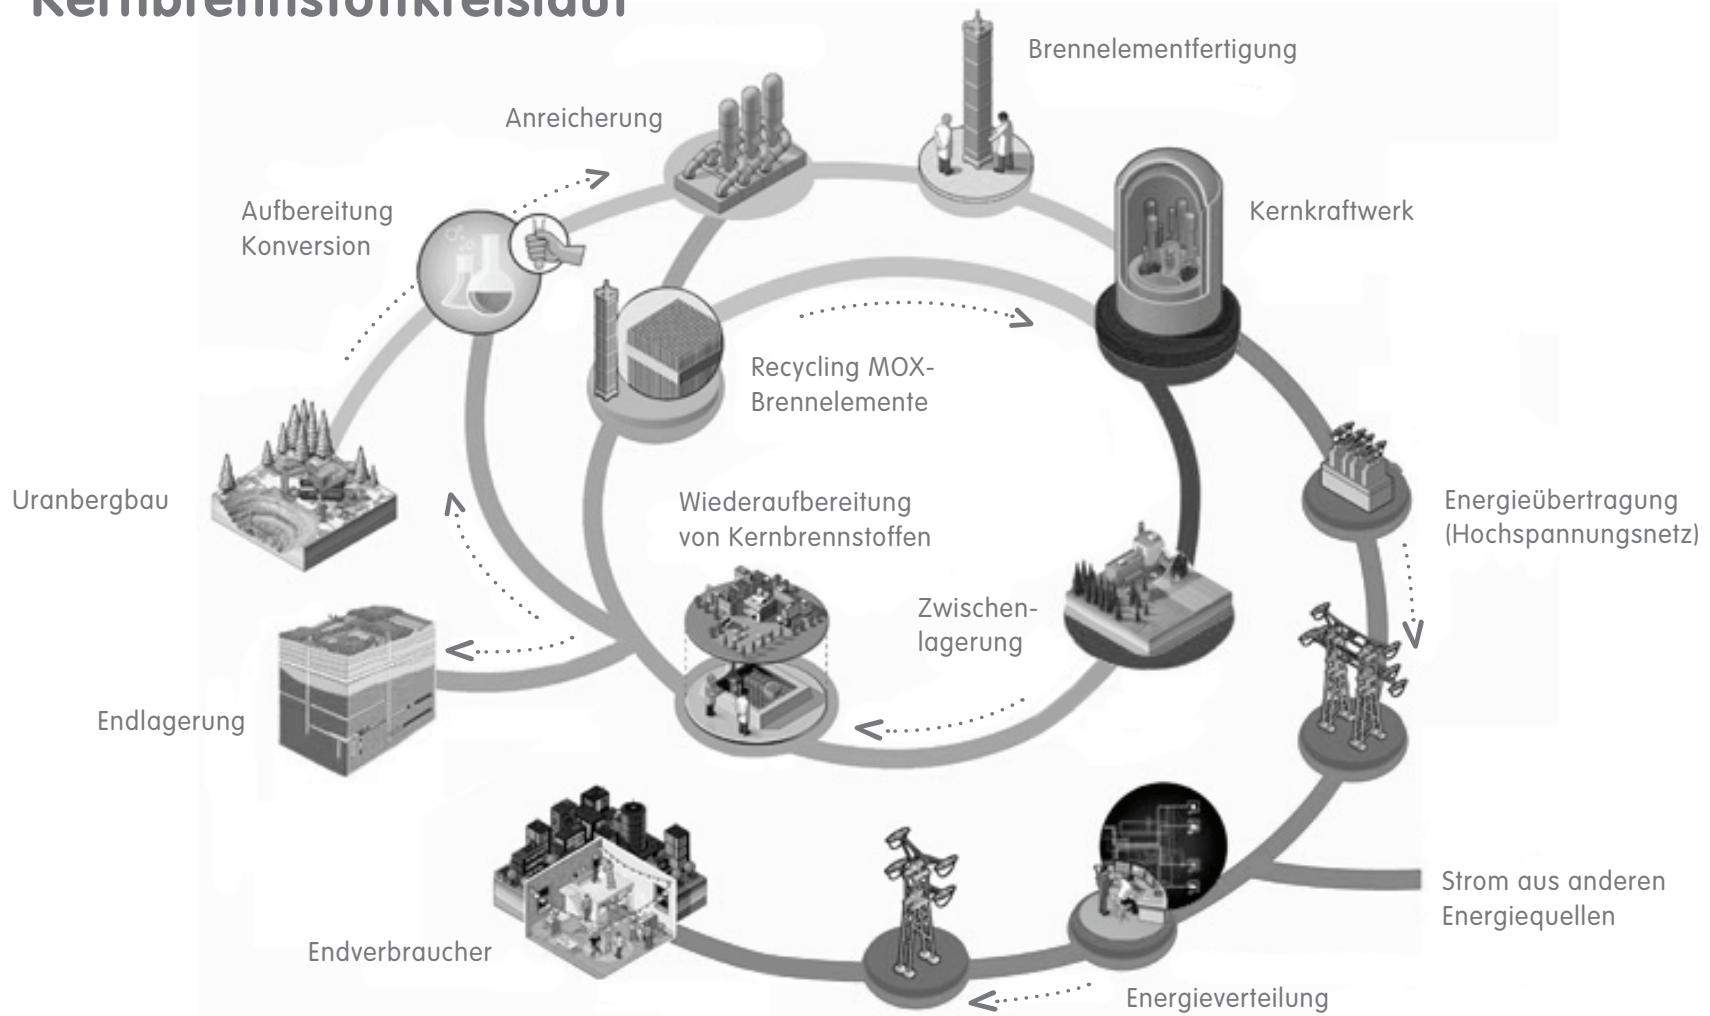 Kernbrennstoffkreislauf
Brennelementfertigung
Anreicherung
Aufbereitung
Konversion
Kernkraftwerk
Recycling MOX-
Brennelemente
Uranbergbau
Wiederaufbereitung
von Kernbrennstoffen
Energieübertragung
(Hochspannungsnetz)
Zwischen-
lagerung
Endlagerung
Strom aus anderen
Energiequellen
Endverbraucher
Energieverteilung